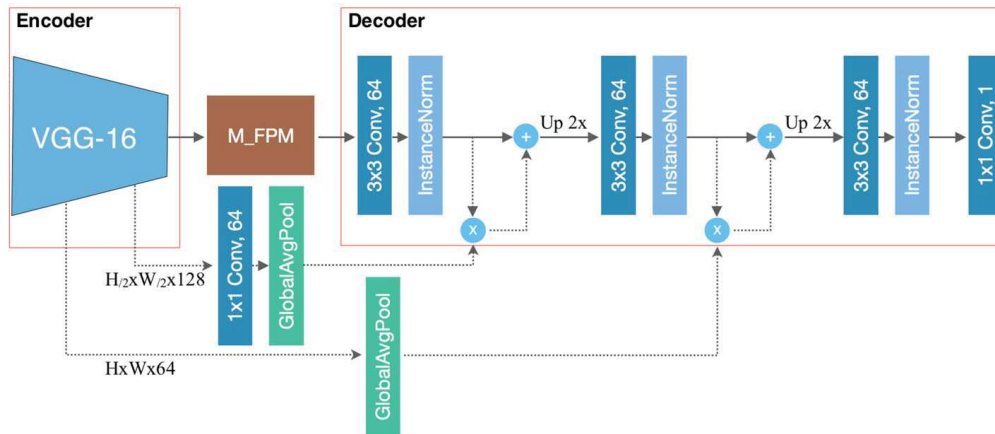 Encoder
Decoder
VGG-16
M_FPM
3x3 Conv, 64
InstanceNorm
+
Up 2x
3x3 Conv, 64
InstanceNorm
+
Up 2x
3x3 Conv, 64
InstanceNorm
1x1 Conv, 1
x
x
H/2xW/2x128
1x1 Conv, 64
GlobalAvgPool
HxWx64
GlobalAvgPool